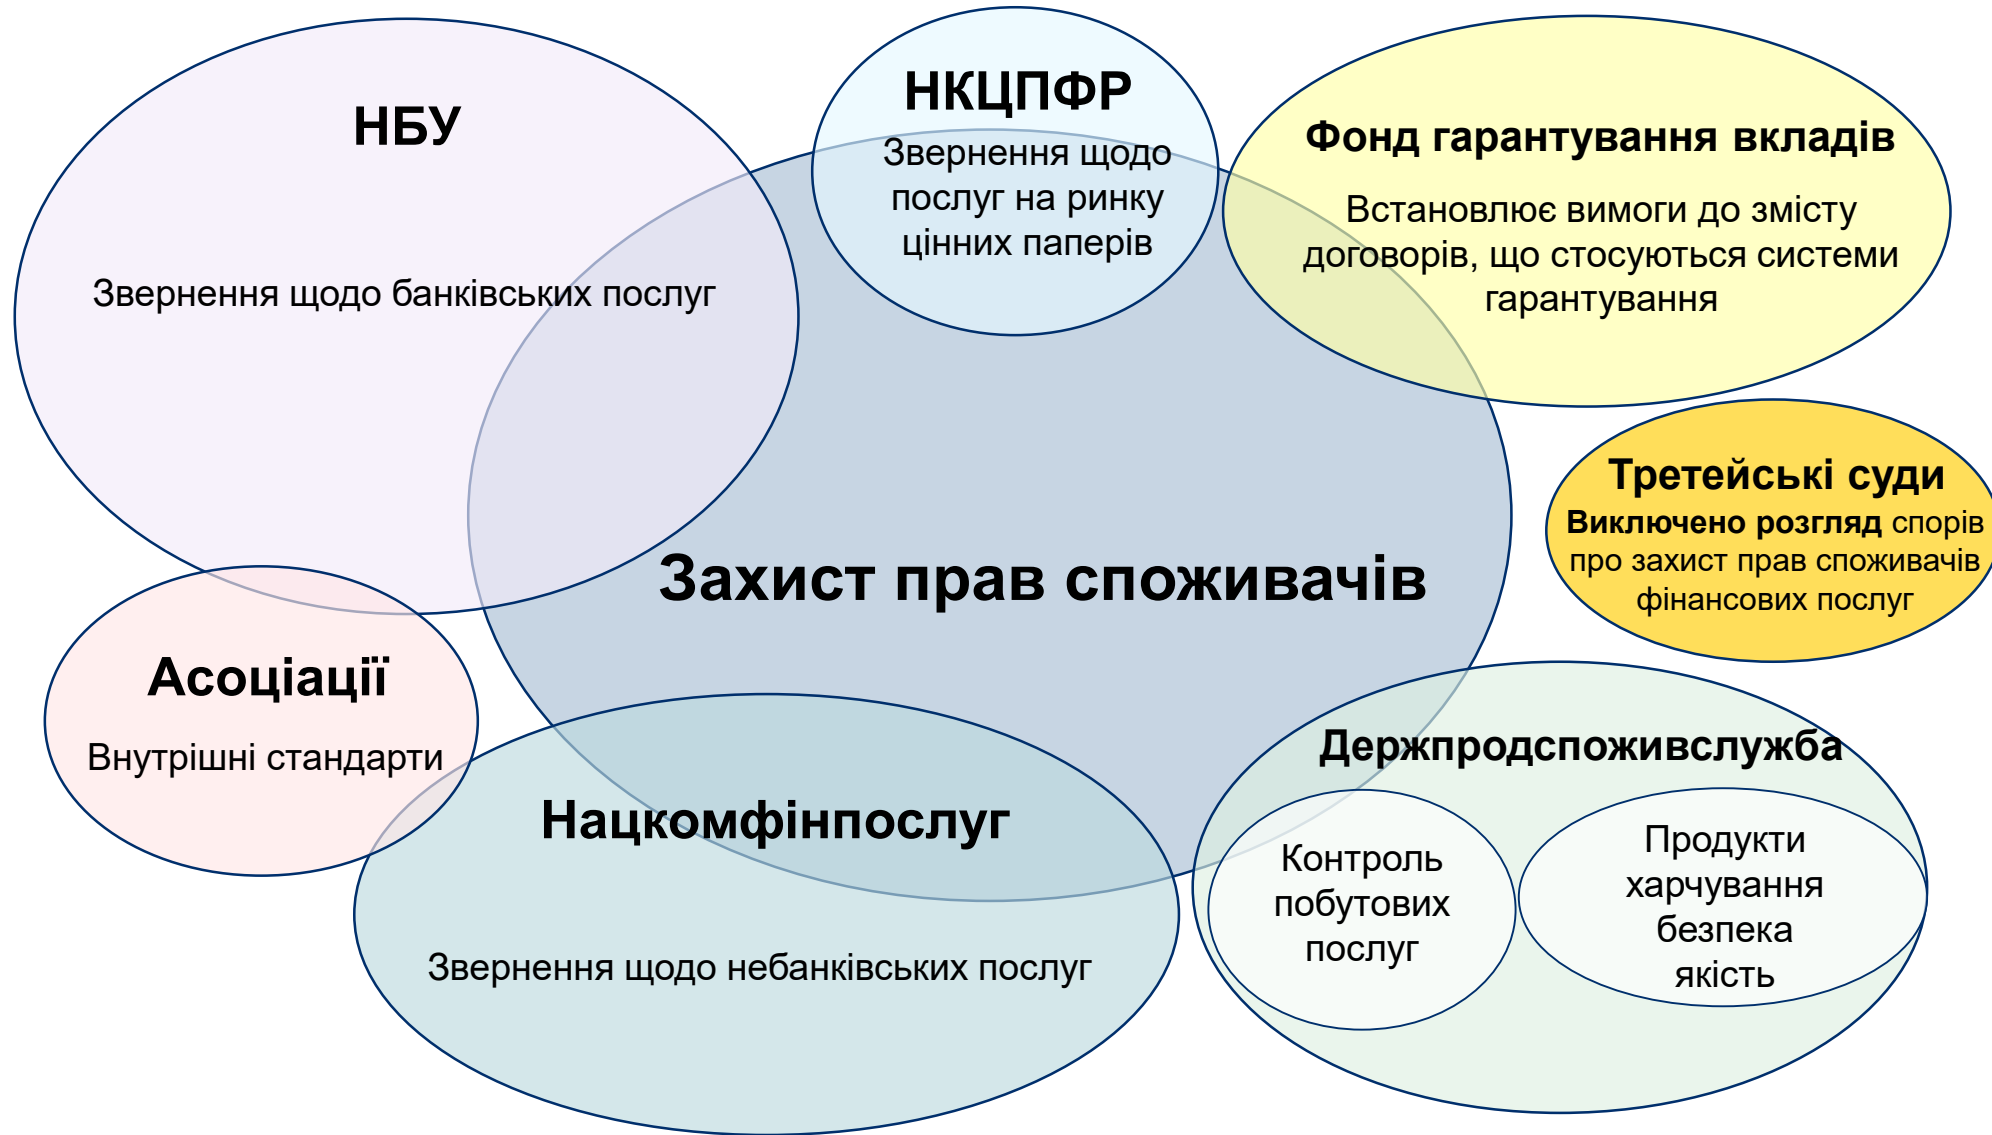 НБУ
Звернення щодо банківських послуг
НКЦПФР
Звернення щодо
послуг на ринку
цінних паперів
Фонд гарантування вкладів
Встановлює вимоги до змісту
договорів, що стосуються системи
гарантування
Третейські суди
Виключено розгляд спорів
про захист прав споживачів
фінансових послуг
Захист прав споживачів
Асоціації
Внутрішні стандарти
Нацкомфінпослуг
Звернення щодо небанківських послуг
Держпродспоживслужба
Контроль
побутових
послуг
Продукти
харчування
безпека
якість